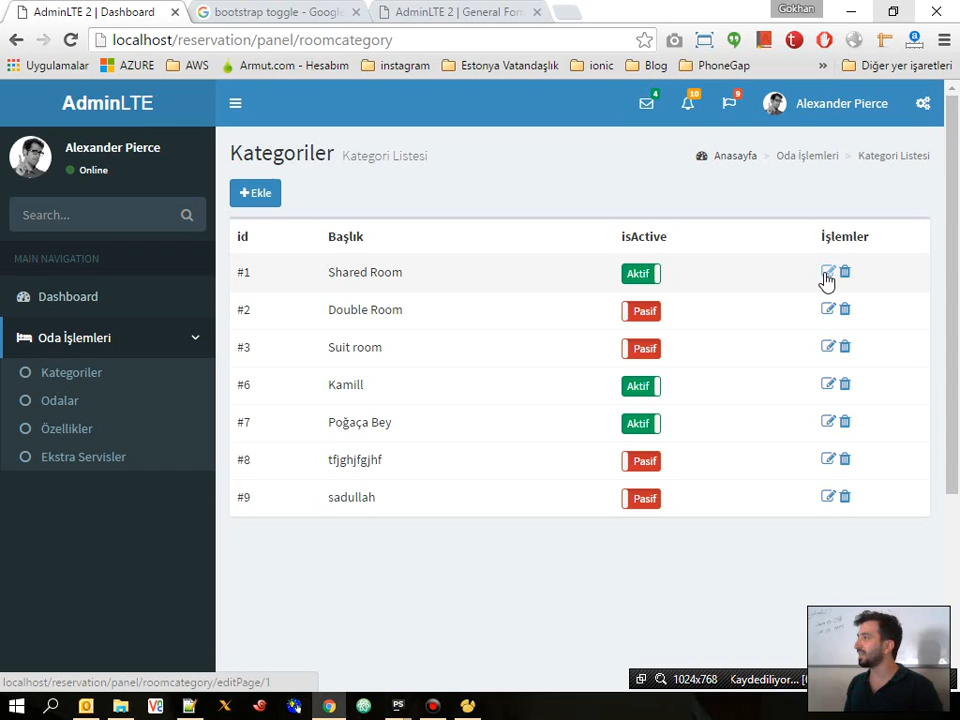 AdminLTE 2 | Dashboard
bootstrap toggle - Googl
AdminLTE 2 | General For
Gökhan
localhost/reservation/panel/roomcategory
Uygulamalar
AZURE
AWS
Armut.com - Hesabım
instagram
Estonya Vatandaşlık
ionic
Blog
PhoneGap
»
Diğer yer işaretleri
AdminLTE
4
10
9
Alexander Pierce
Alexander Pierce
Online
Kategoriler Kategori Listesi
Anasayfa > Oda İşlemleri > Kategori Listesi
+Ekle
Search...
MAIN NAVIGATION
Dashboard
Oda İşlemleri
Kategoriler
Odalar
Özellikler
Ekstra Servisler
id Başlık isActive İşlemler
#1 Shared Room Aktif
#2 Double Room Pasif
#3 Suit room Pasif
#6 Kamill Aktif
#7 Poğaça Bey Aktif
#8 tfjghjfgjhf Pasif
#9 sadullah Pasif
localhost/reservation/panel/roomcategory/editPage/1
1024x768 Kaydediliyor...